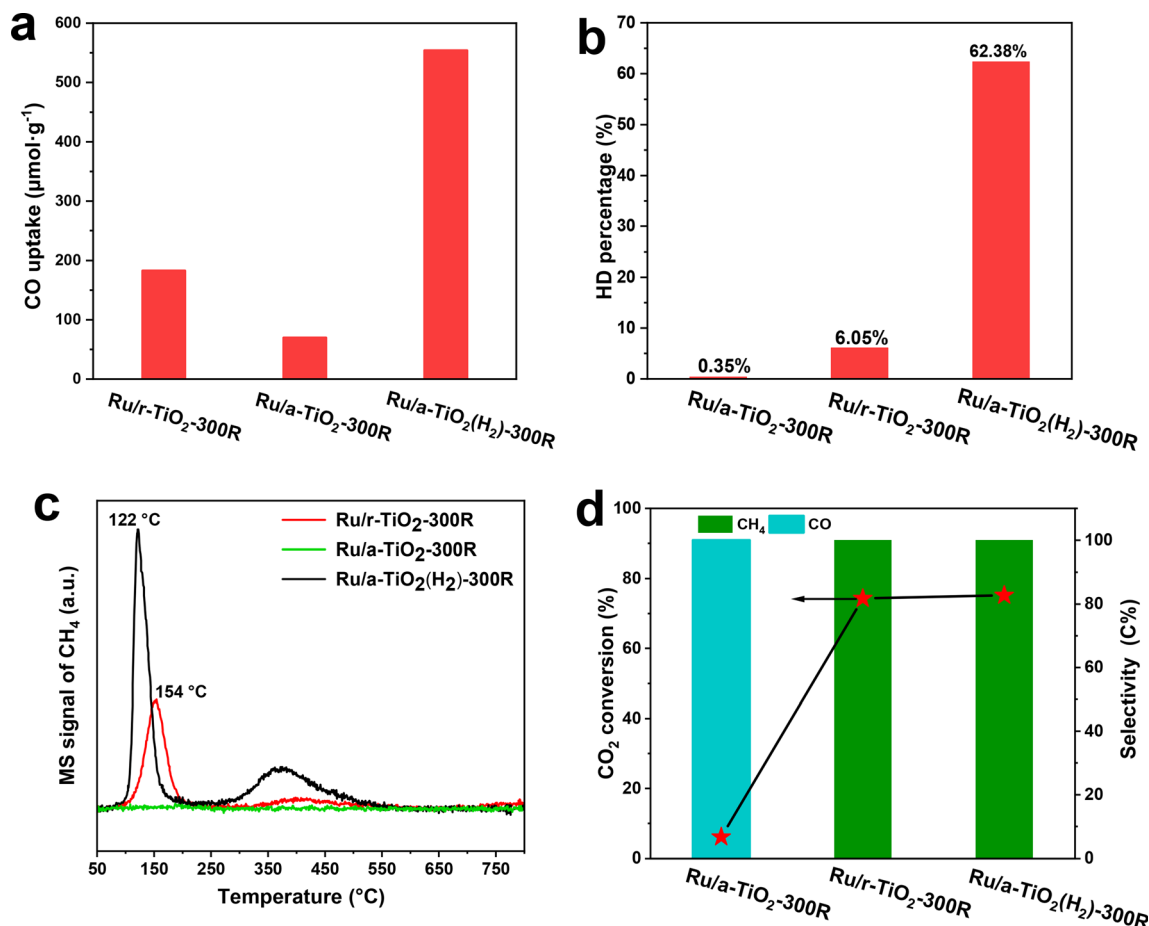 a
600
500
400
300
200
100
0
CO uptake (μmol·g⁻¹)
Ru/r-TiO₂-300R
Ru/a-TiO₂-300R
Ru/a-TiO₂(H₂)-300R
b
70
60
50
40
30
20
10
0
HD percentage (%)
0.35%
6.05%
62.38%
Ru/a-TiO₂-300R
Ru/r-TiO₂-300R
Ru/a-TiO₂(H₂)-300R
c
122 °C
154 °C
Ru/r-TiO₂-300R
Ru/a-TiO₂-300R
Ru/a-TiO₂(H₂)-300R
MS signal of CH₄ (a.u.)
50 150 250 350 450 550 650 750
Temperature (°C)
d
CH₄ CO
100
80
60
40
20
0
CO₂ conversion (%)
100
80
60
40
20
0
Selectivity (C%)
Ru/a-TiO₂-300R
Ru/r-TiO₂-300R
Ru/a-TiO₂(H₂)-300R